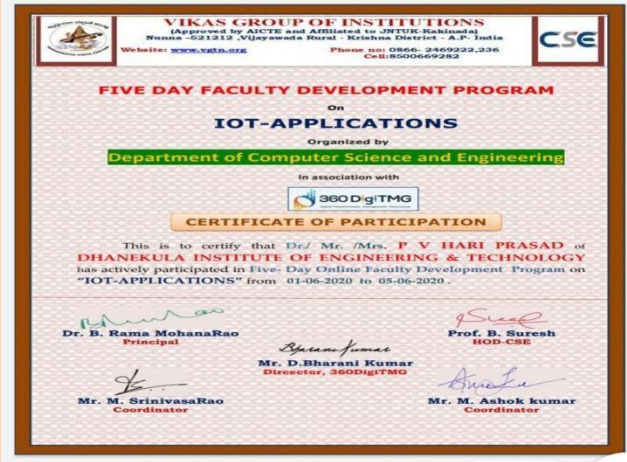 VIKAS GROUP OF INSTITUTIONS
(Approved by AICTE and Affiliated to JNTUK-Kakinada)
Nunna -521212 ,Vijayawada Rural - Krishna District - A.P- India
Website: www.vgtn.org Phone no: 0866- 2469222,236
Cell:8500669282
CSE
FIVE DAY FACULTY DEVELOPMENT PROGRAM
On
IOT-APPLICATIONS
Organized by
Department of Computer Science and Engineering
In association with
360DigiTMG
CERTIFICATE OF PARTICIPATION
This is to certify that Dr./ Mr. /Mrs. P V HARI PRASAD of
DHANEKULA INSTITUTE OF ENGINEERING & TECHNOLOGY
has actively participated in Five- Day Online Faculty Development Program on
"IOT-APPLICATIONS" from 01-06-2020 to 05-06-2020 .
Dr. B. Rama MohanaRao
Principal
Prof. B. Suresh
HOD-CSE
Bharani Kumar
Mr. D.Bharani Kumar
Direector, 360DigiTMG
Mr. M. SrinivasaRao
Coordinator
Mr. M. Ashok kumar
Coordinator